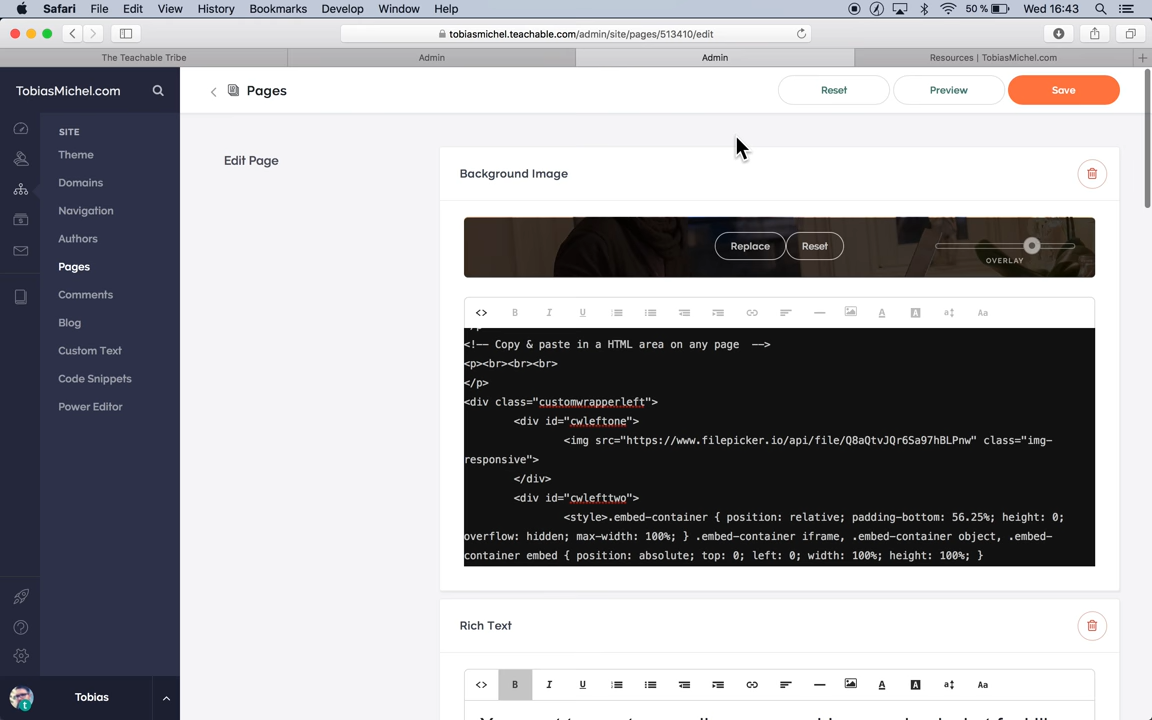 Safari File Edit View History Bookmarks Develop Window Help 50 % Wed 16:43
tobiasmichel.teachable.com/admin/site/pages/513410/edit
The Teachable Tribe Admin Admin Resources | TobiasMichel.com
TobiasMichel.com
Pages Reset Preview Save
SITE
Theme
Domains
Navigation
Authors
Pages
Comments
Blog
Custom Text
Code Snippets
Power Editor
Tobias
Edit Page
Background Image
Replace Reset
OVERLAY
<> B I U A A Aa
<!-- Copy & paste in a HTML area on any page  -->
<p><br><br><br>
</p>
<div class="customwrapperleft">
<div id="cwleftone">
<img src="https://www.filepicker.io/api/file/Q8aQtvJQr6Sa97hBLPnw" class="img-
responsive">
</div>
<div id="cwlefttwo">
<style>.embed-container { position: relative; padding-bottom: 56.25%; height: 0;
overflow: hidden; max-width: 100%; } .embed-container iframe, .embed-container object, .embed-
container embed { position: absolute; top: 0; left: 0; width: 100%; height: 100%; }
Rich Text
<> B I U A A Aa